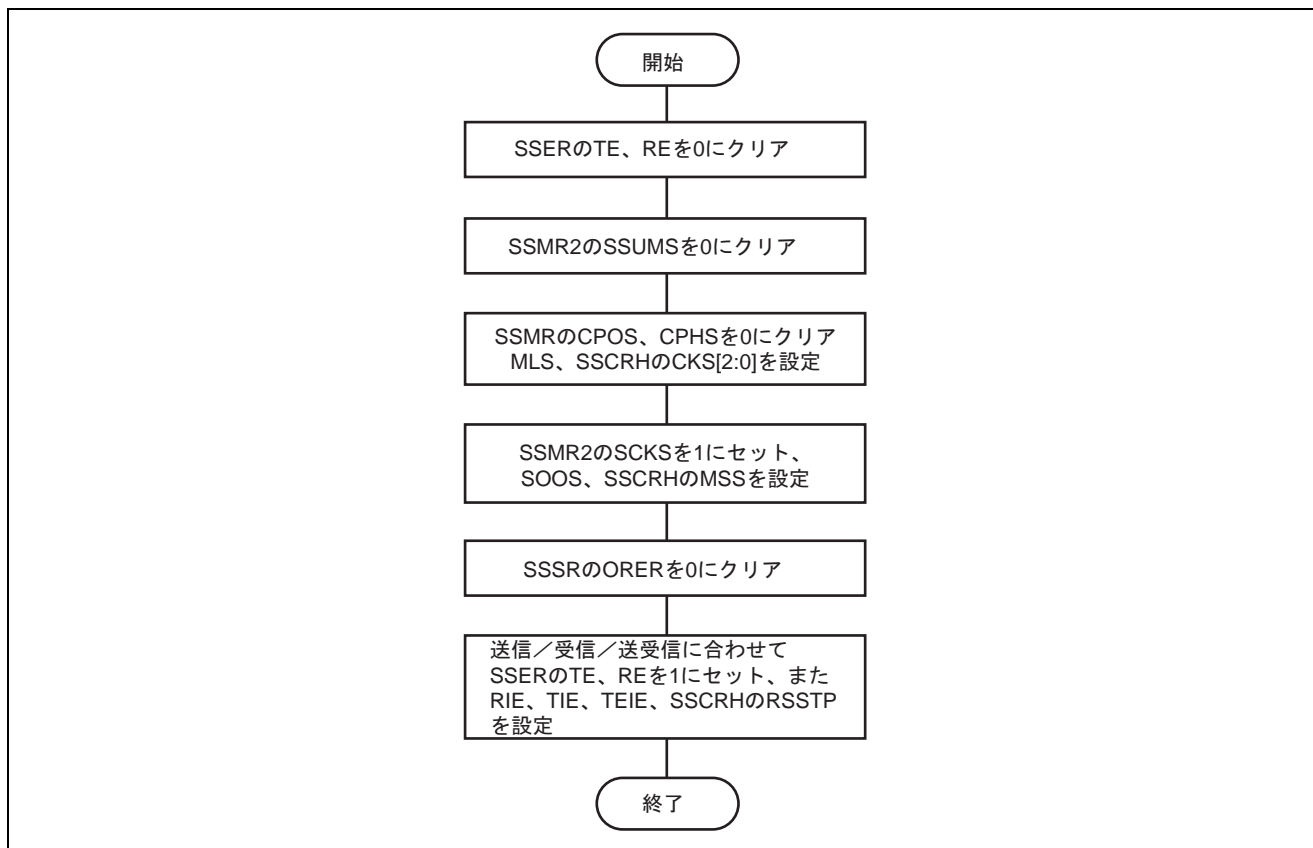 開始
SSERのTE、REを0にクリア
SSMR2のSSUMSを0にクリア
SSMRのCPOS、CPHSを0にクリア
MLS、SSCRHのCKS[2:0]を設定
SSMR2のSCKSを1にセット、
SOOS、SSCRHのMSSを設定
SSSRのORERを0にクリア
送信／受信／送受信に合わせて
SSERのTE、REを1にセット、また
RIE、TIE、TEIE、SSCRHのRSSTP
を設定
終了